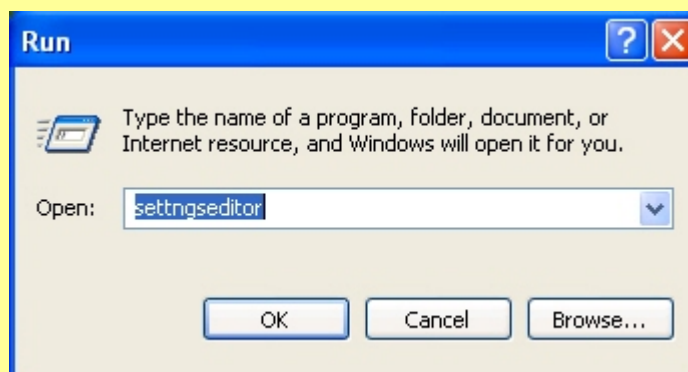 Run
Type the name of a program, folder, document, or
Internet resource, and Windows will open it for you.
Open: settngseditor
OK Cancel Browse...